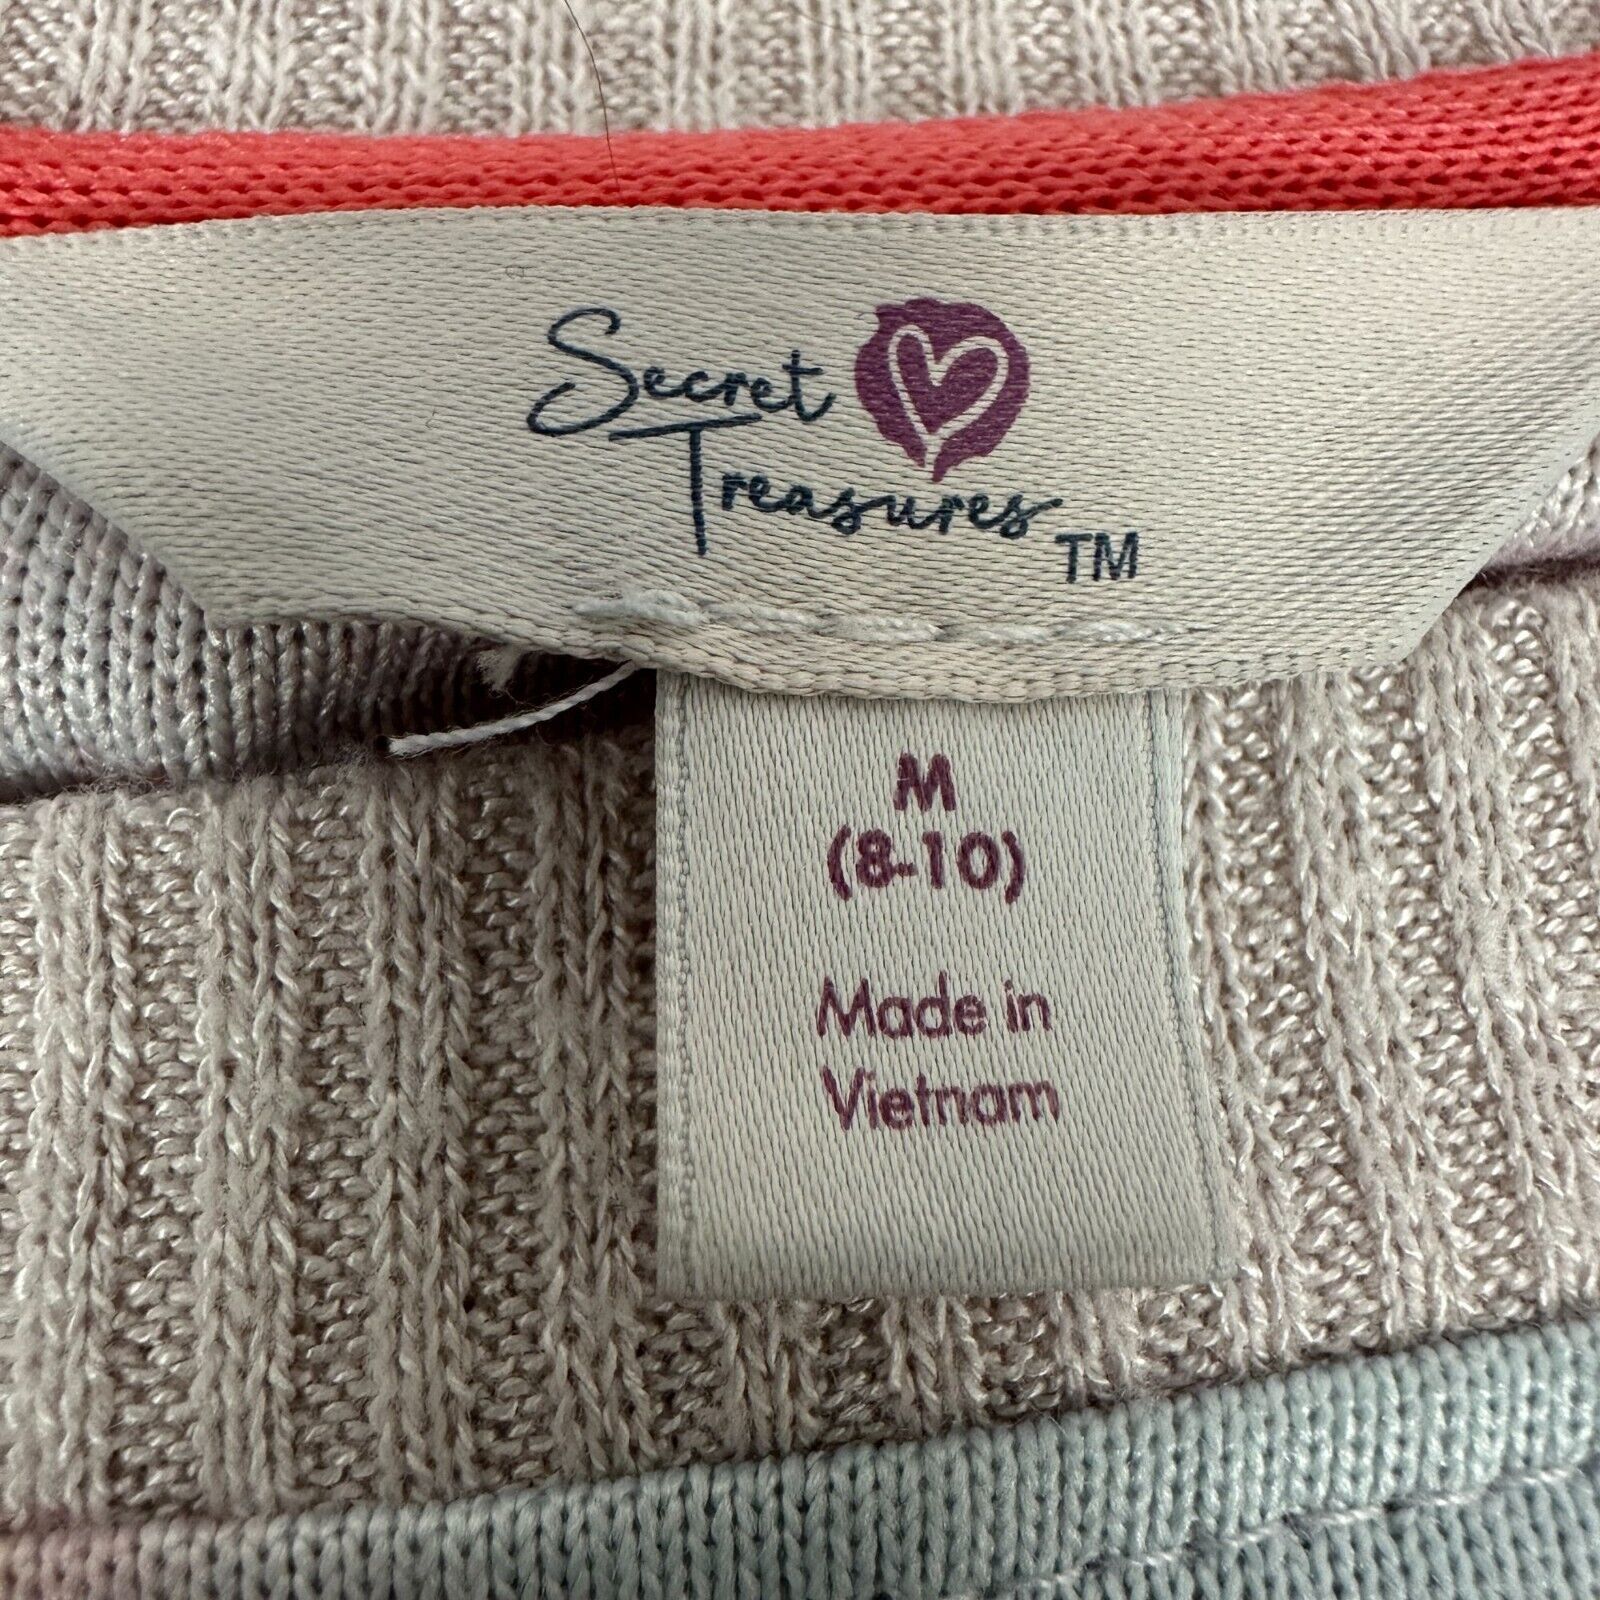 Secret
Treasures TM
M
(8-10)
Made in
Vietnam